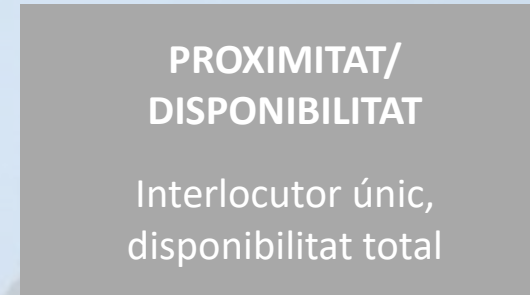 PROXIMITAT/
DISPONIBILITAT
Interlocutor únic,
disponibilitat total